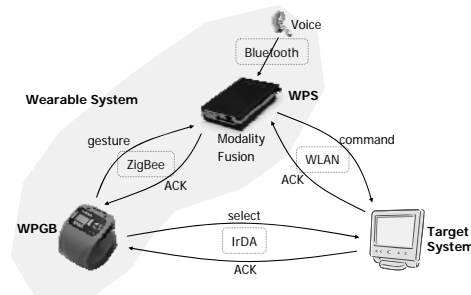 Voice
Bluetooth
Wearable System
WPS
gesture
command
Modality
Fusion
ZigBee
WLAN
ACK
ACK
WPGB
select
IrDA
Target
System
ACK